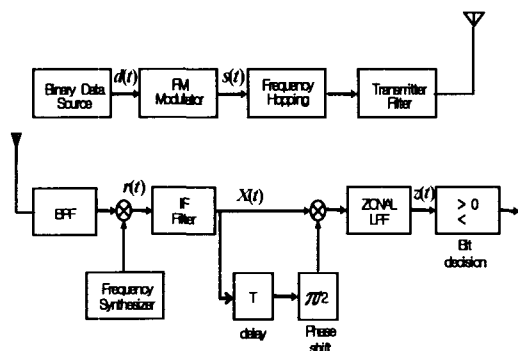 d(t)
s(t)
Binary Data
Source
FM
Modulator
Frequency
Hopping
Transmitter
Filter
r(t)
X(t)
z(t)
BPF
IF
Filter
ZONAL
LPF
> 0
<
Bit
decision
Frequency
Synthesizer
T
π/2
delay
Phase
shift